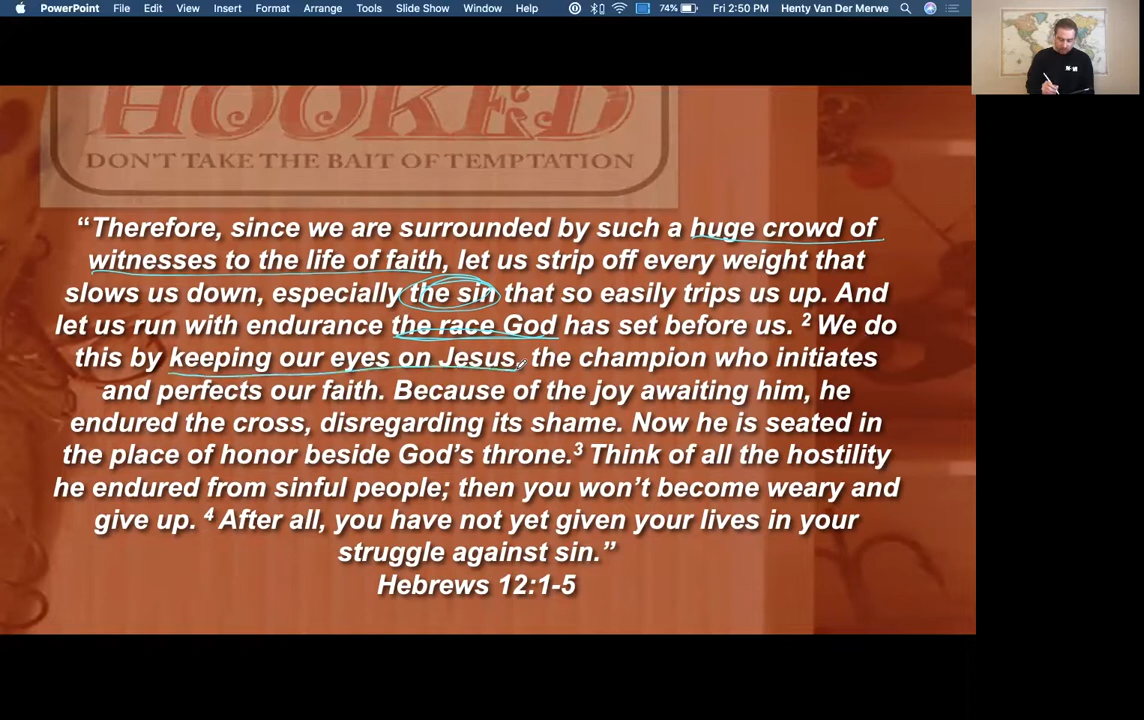 PowerPoint File Edit View Insert Format Arrange Tools Slide Show Window Help 74% Fri 2:50 PM Henty Van Der Merwe
HOOKED
DON'T TAKE THE BAIT OF TEMPTATION
“Therefore, since we are surrounded by such a huge crowd of
witnesses to the life of faith, let us strip off every weight that
slows us down, especially the sin that so easily trips us up. And
let us run with endurance the race God has set before us. 2 We do
this by keeping our eyes on Jesus, the champion who initiates
and perfects our faith. Because of the joy awaiting him, he
endured the cross, disregarding its shame. Now he is seated in
the place of honor beside God’s throne.3 Think of all the hostility
he endured from sinful people; then you won’t become weary and
give up. 4 After all, you have not yet given your lives in your
struggle against sin.”
Hebrews 12:1-5